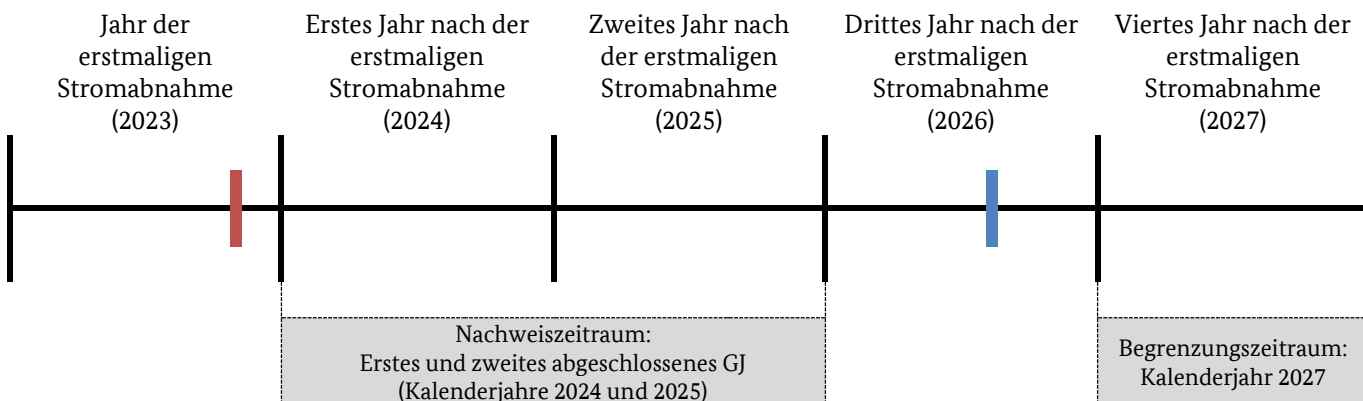 Jahr der
erstmaligen
Stromabnahme
(2023)
Erstes Jahr nach der
erstmaligen
Stromabnahme
(2024)
Zweites Jahr nach
der erstmaligen
Stromabnahme
(2025)
Drittes Jahr nach der
erstmaligen
Stromabnahme
(2026)
Viertes Jahr nach der
erstmaligen
Stromabnahme
(2027)
Nachweiszeitraum:
Erstes und zweites abgeschlossenes GJ
(Kalenderjahre 2024 und 2025)
Begrenzungszeitraum:
Kalenderjahr 2027